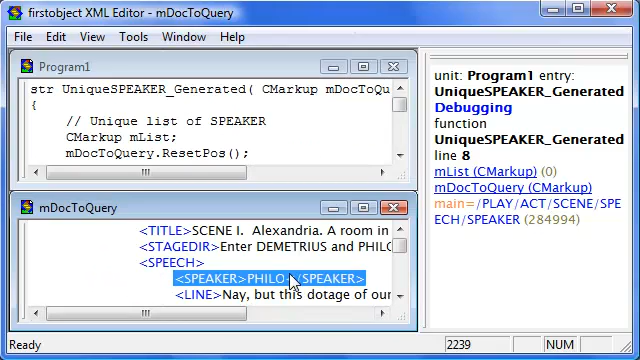 firstobject XML Editor - mDocToQuery
File Edit View Tools Window Help
Program1
str UniqueSPEAKER_Generated( CMarkup mDocToQu
{
// Unique list of SPEAKER
CMarkup mList;
mDocToQuery.ResetPos();
mDocToQuery
<TITLE>SCENE I.  Alexandria. A room in
<STAGEDIR>Enter DEMETRIUS and PHILO
<SPEECH>
<SPEAKER>PHILO</SPEAKER>
<LINE>Nay, but this dotage of our
unit: Program1 entry:
UniqueSPEAKER_Generated
Debugging
function
UniqueSPEAKER_Generated
line 8
mList (CMarkup) (0)
mDocToQuery (CMarkup)
main=/PLAY/ACT/SCENE/SPE
ECH/SPEAKER (284994)
Ready
2239
NUM